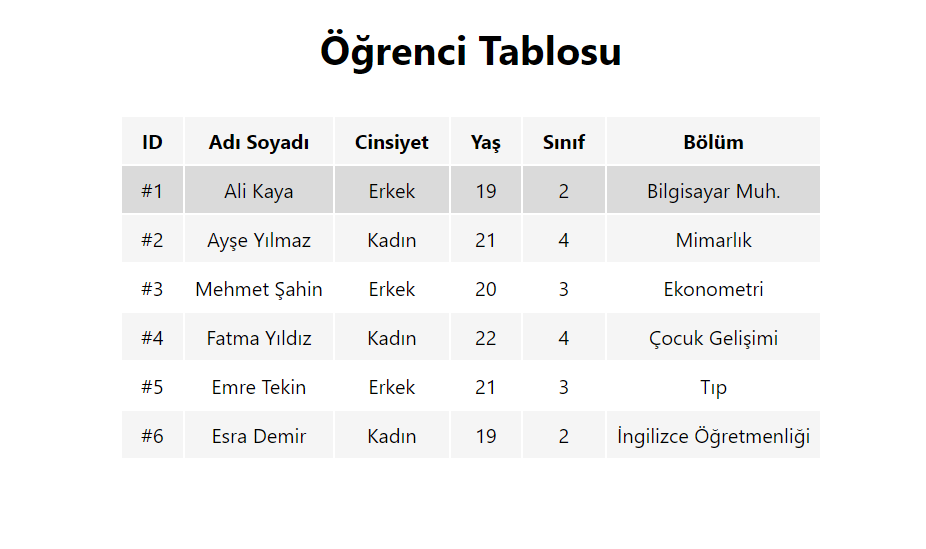 Öğrenci Tablosu
ID Adı Soyadı Cinsiyet Yaş Sınıf Bölüm
#1 Ali Kaya Erkek 19 2 Bilgisayar Muh.
#2 Ayşe Yılmaz Kadın 21 4 Mimarlık
#3 Mehmet Şahin Erkek 20 3 Ekonometri
#4 Fatma Yıldız Kadın 22 4 Çocuk Gelişimi
#5 Emre Tekin Erkek 21 3 Tıp
#6 Esra Demir Kadın 19 2 İngilizce Öğretmenliği